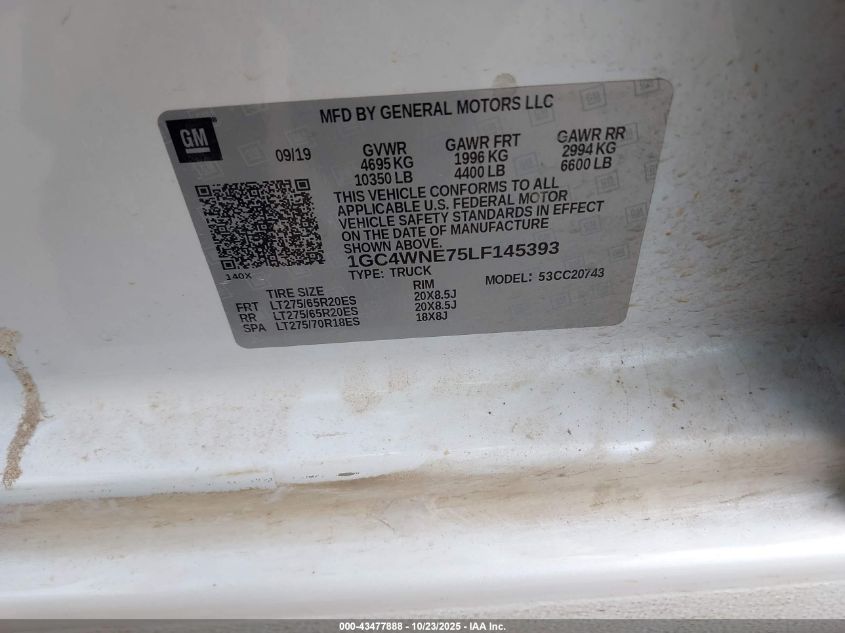 MFD BY GENERAL MOTORS LLC
GM
09/19
GVWR GAWR FRT GAWR RR
4695 KG 1996 KG 2994 KG
10350 LB 4400 LB 6600 LB
THIS VEHICLE CONFORMS TO ALL
APPLICABLE U.S. FEDERAL MOTOR
VEHICLE SAFETY STANDARDS IN EFFECT
ON THE DATE OF MANUFACTURE
SHOWN ABOVE.
140X
1GC4WNE75LF145393
TYPE: TRUCK MODEL: 53CC20743
TIRE SIZE RIM
FRT LT275/65R20ES 20X8.5J
RR LT275/65R20ES 20X8.5J
SPA LT275/70R18ES 18X8J
000-43477888 - 10/23/2025 - IAA Inc.